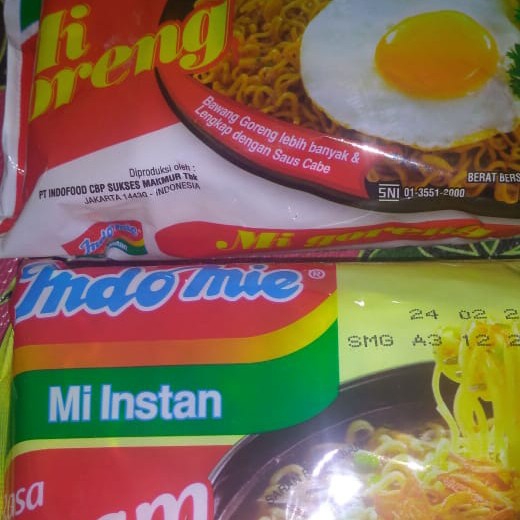 Mi
Goreng
Bawang Goreng lebih banyak &
Lengkap dengan Saus Cabe
Diproduksi oleh :
PT INDOFOOD CBP SUKSES MAKMUR Tbk
JAKARTA 14430 - INDONESIA
BERAT BERS
SNI 01-3551-2000
Indomie
Mi goreng
Indomie®
24 02 2
SMG A3 12 2
Mi Instan
asa
am